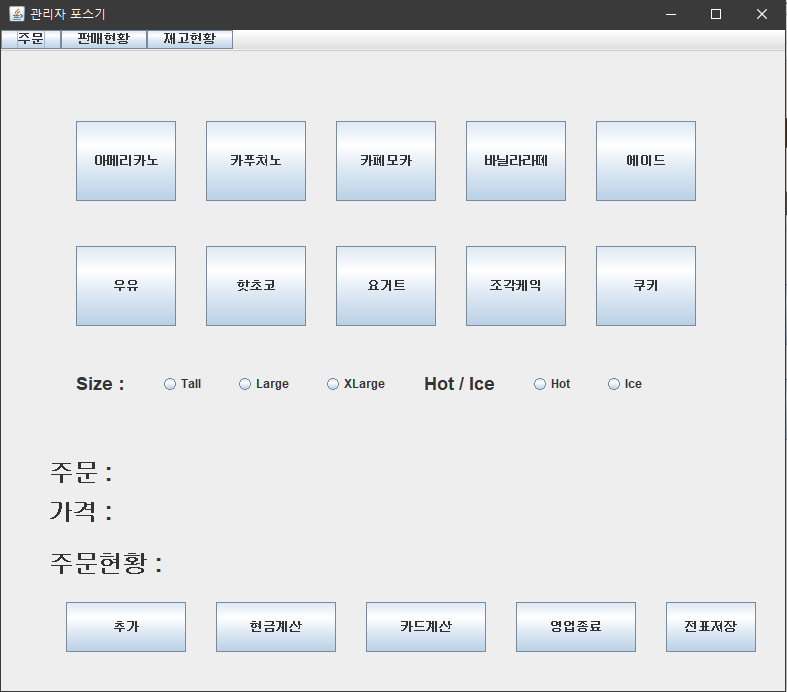 관리자 포스기
주문 판매현황 재고현황
아메리카노 카푸치노 카페모카 바닐라라떼 에이드
우유 핫초코 요거트 조각케익 쿠키
Size : Tall Large XLarge Hot / Ice Hot Ice
주문 :
가격 :
주문현황 :
추가 현금계산 카드계산 영업종료 전표저장